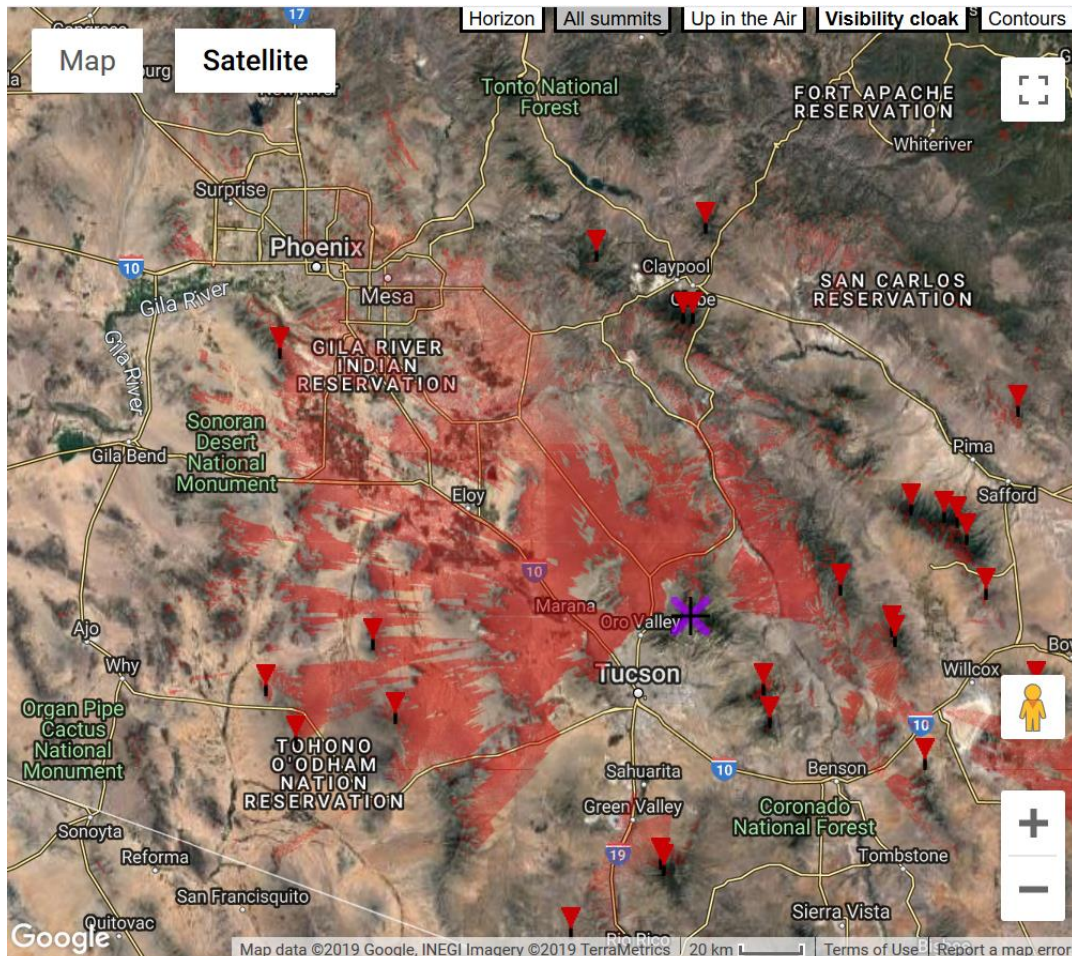 Horizon
All summits
Up in the Air
Visibility cloak
Contours
Map
Satellite
17
Tonto National
Forest
FORT APACHE
RESERVATION
Whiteriver
Surprise
Phoenix
10
Mesa
Claypool
Gila River
SAN CARLOS
RESERVATION
Gila River
GILA RIVER
INDIAN
RESERVATION
Sonoran
Desert
National
Monument
Gila Bend
Pima
Safford
Eloy
10
Marana
Oro Valley
Ajo
Why
Tucson
Willcox
Organ Pipe
Cactus
National
Monument
TOHONO
O'ODHAM
NATION
RESERVATION
10
Sahuarita
10
Benson
Green Valley
Coronado
National Forest
Sonoyta
Reforma
19
Tombstone
San Francisquito
Sierra Vista
Quitovac
Google
Rio Rico
Map data ©2019 Google, INEGI Imagery ©2019 TerraMetrics
20 km
Terms of Use
Report a map error